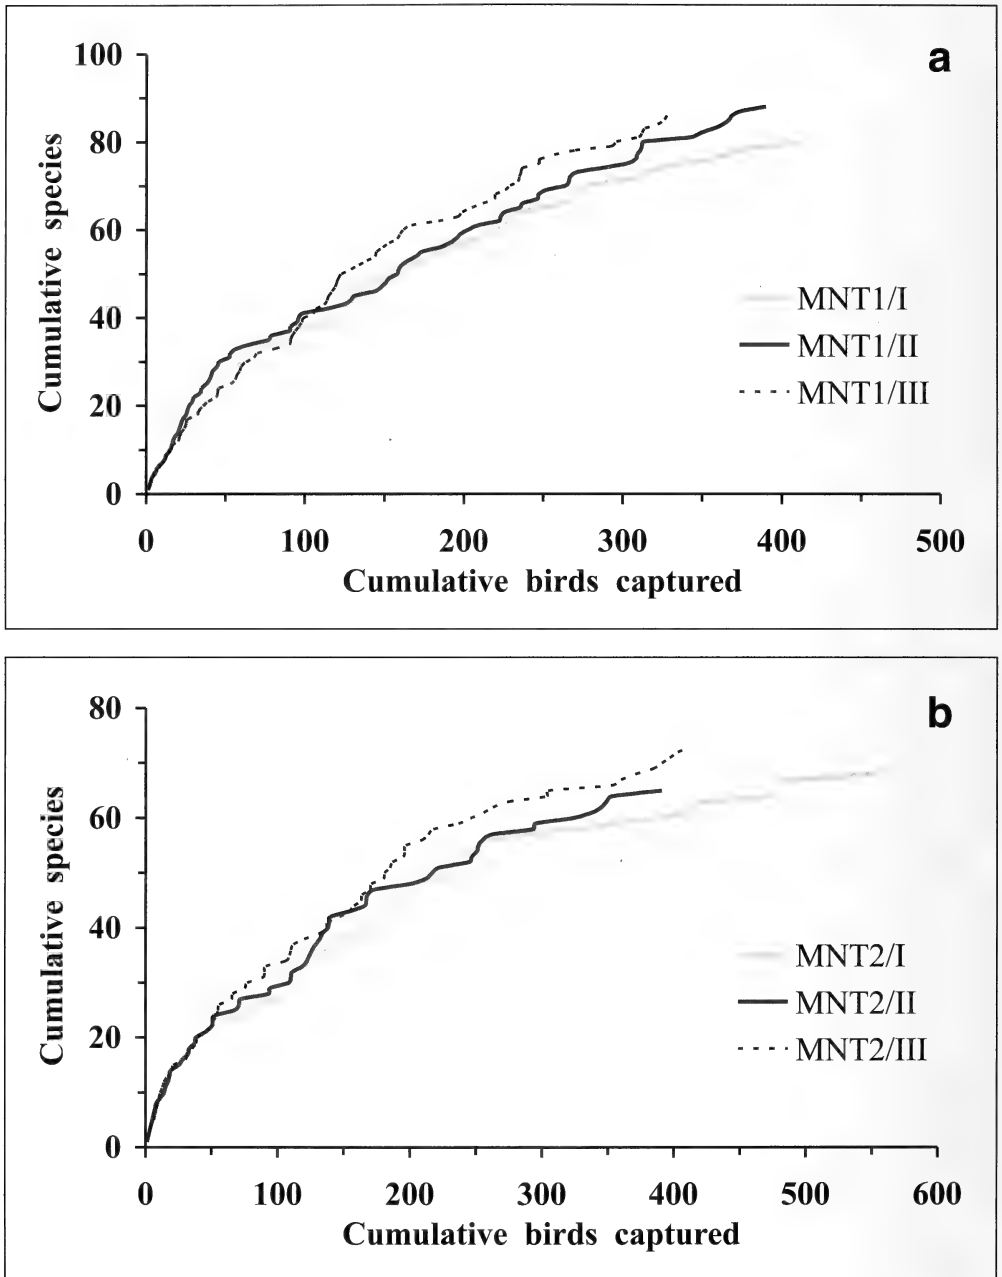 a
100
80
60
40
20
0
Cumulative species
0 100 200 300 400 500
Cumulative birds captured
MNT1/I
MNT1/II
MNT1/III
b
80
60
40
20
0
Cumulative species
0 100 200 300 400 500 600
Cumulative birds captured
MNT2/I
MNT2/II
MNT2/III